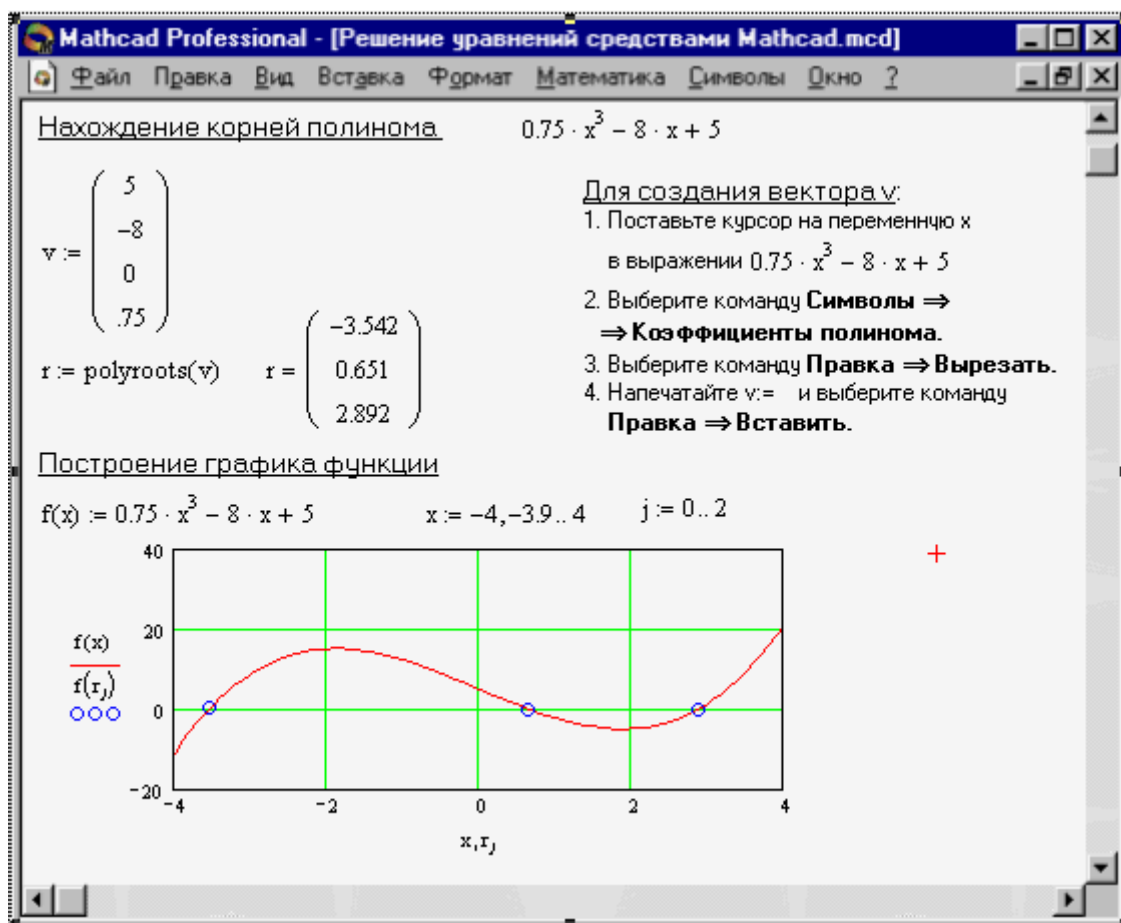 Mathcad Professional - [Решение уравнений средствами Mathcad.mcd]
Файл Правка Вид Вставка Формат Математика Символы Окно ?
Нахождение корней полинома 0.75 · x^3 − 8 · x + 5
v := ( 5 −8 0 .75 )
r := polyroots(v) r = ( −3.542 0.651 2.892 )
Для создания вектора v:
1. Поставьте курсор на переменную x
в выражении 0.75 · x^3 − 8 · x + 5
2. Выберите команду Символы ⇒
⇒ Коэффициенты полинома.
3. Выберите команду Правка ⇒ Вырезать.
4. Напечатайте v:= и выберите команду
Правка ⇒ Вставить.
Построение графика функции
f(x) := 0.75 · x^3 − 8 · x + 5 x := −4,−3.9.. 4 j := 0.. 2
f(x)
f(r_j)
40
20
0
−20
−4 −2 0 2 4
x,r_j